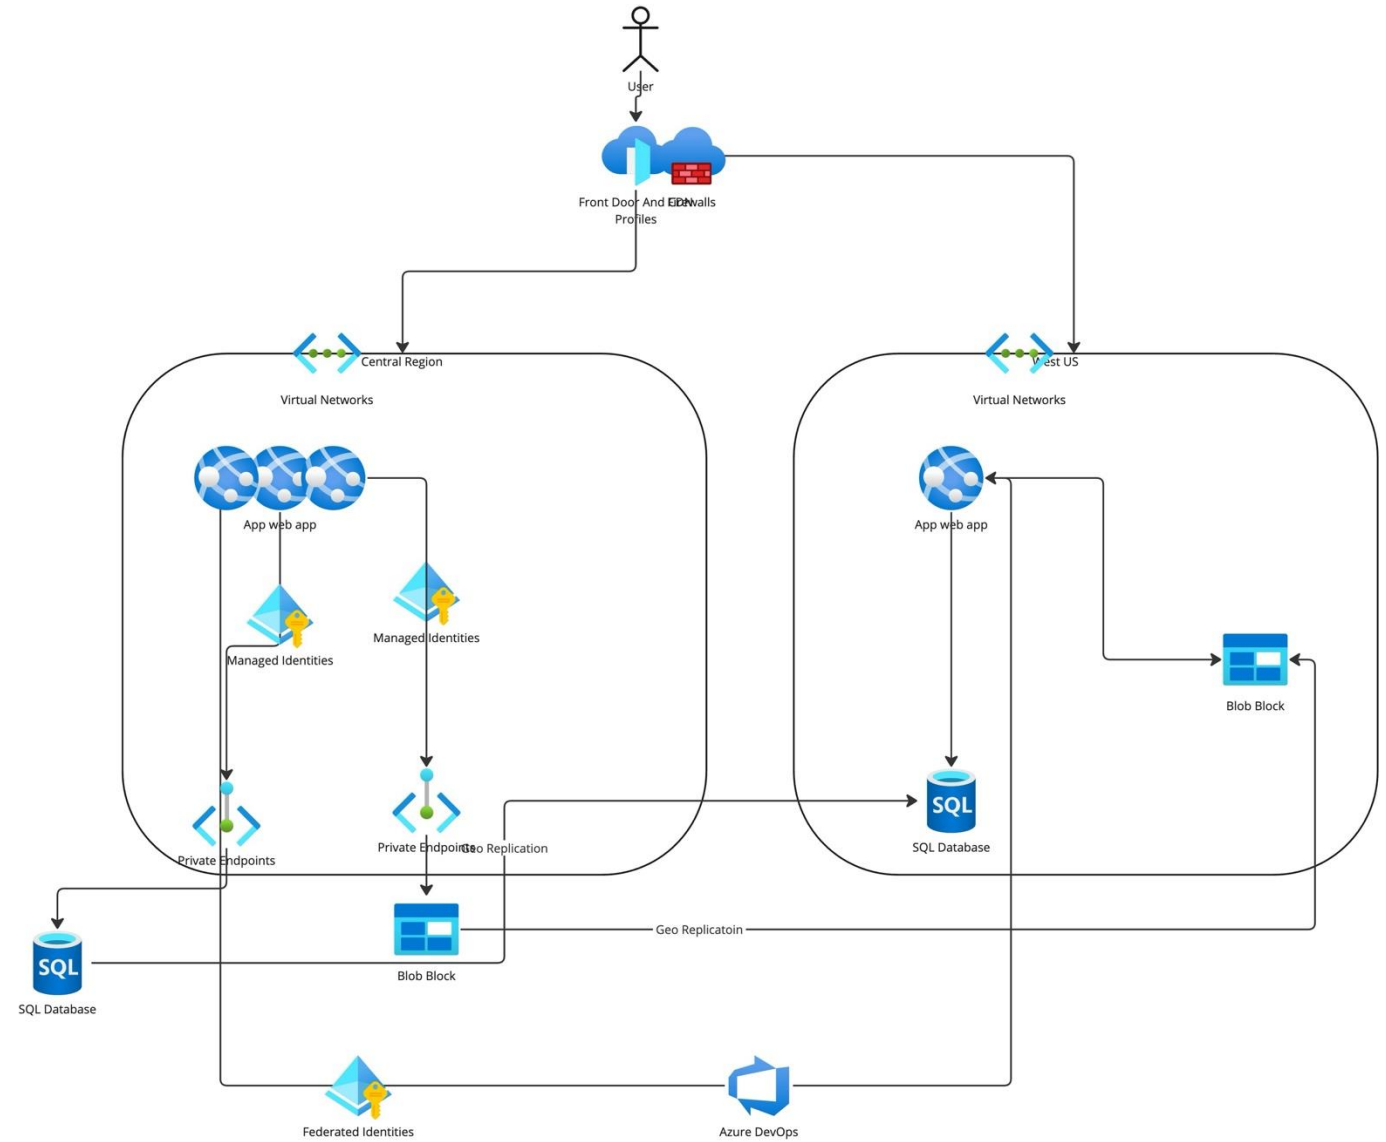 User
Front Door And CDN
Profiles
Firewalls
Central Region
West US
Virtual Networks
Virtual Networks
App web app
App web app
Managed Identities
Managed Identities
Blob Block
Private Endpoints
Geo Replication
SQL Database
Private Endpoints
SQL
Geo Replicatoin
SQL
Blob Block
SQL Database
Federated Identities
Azure DevOps